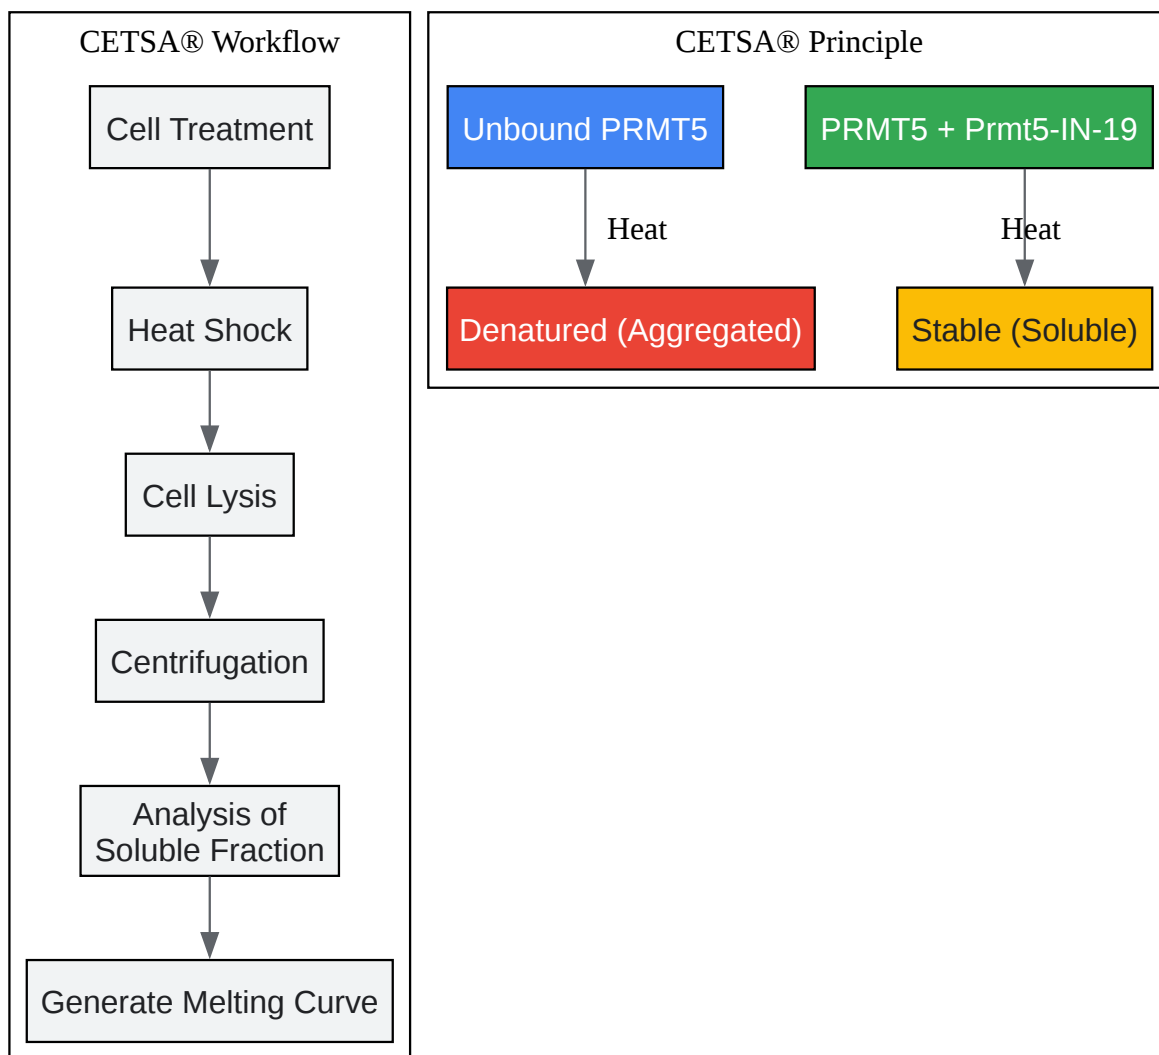 CETSA® Workflow
Cell Treatment
Heat Shock
Cell Lysis
Centrifugation
Analysis of
Soluble Fraction
Generate Melting Curve
CETSA® Principle
Unbound PRMT5
PRMT5 + Prmt5-IN-19
Heat
Heat
Denatured (Aggregated)
Stable (Soluble)